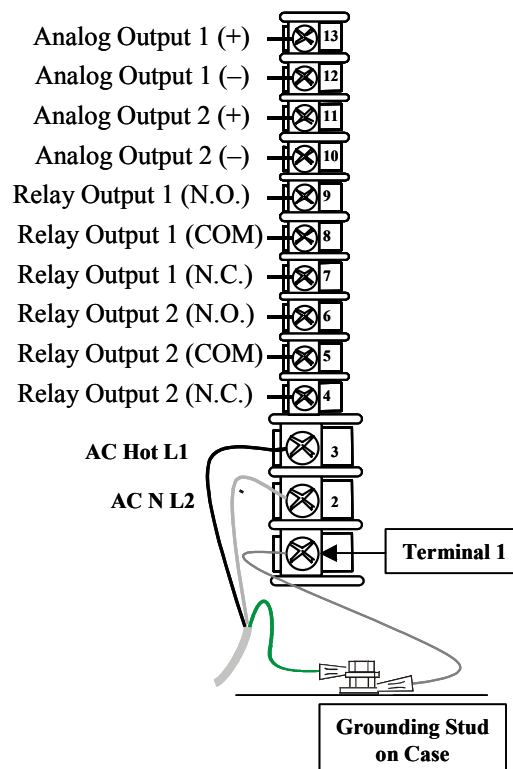 Analog Output 1 (+) 13
Analog Output 1 (–) 12
Analog Output 2 (+) 11
Analog Output 2 (–) 10
Relay Output 1 (N.O.) 9
Relay Output 1 (COM) 8
Relay Output 1 (N.C.) 7
Relay Output 2 (N.O.) 6
Relay Output 2 (COM) 5
Relay Output 2 (N.C.) 4
AC Hot L1 3
AC N L2 2
Terminal 1
Grounding Stud
on Case